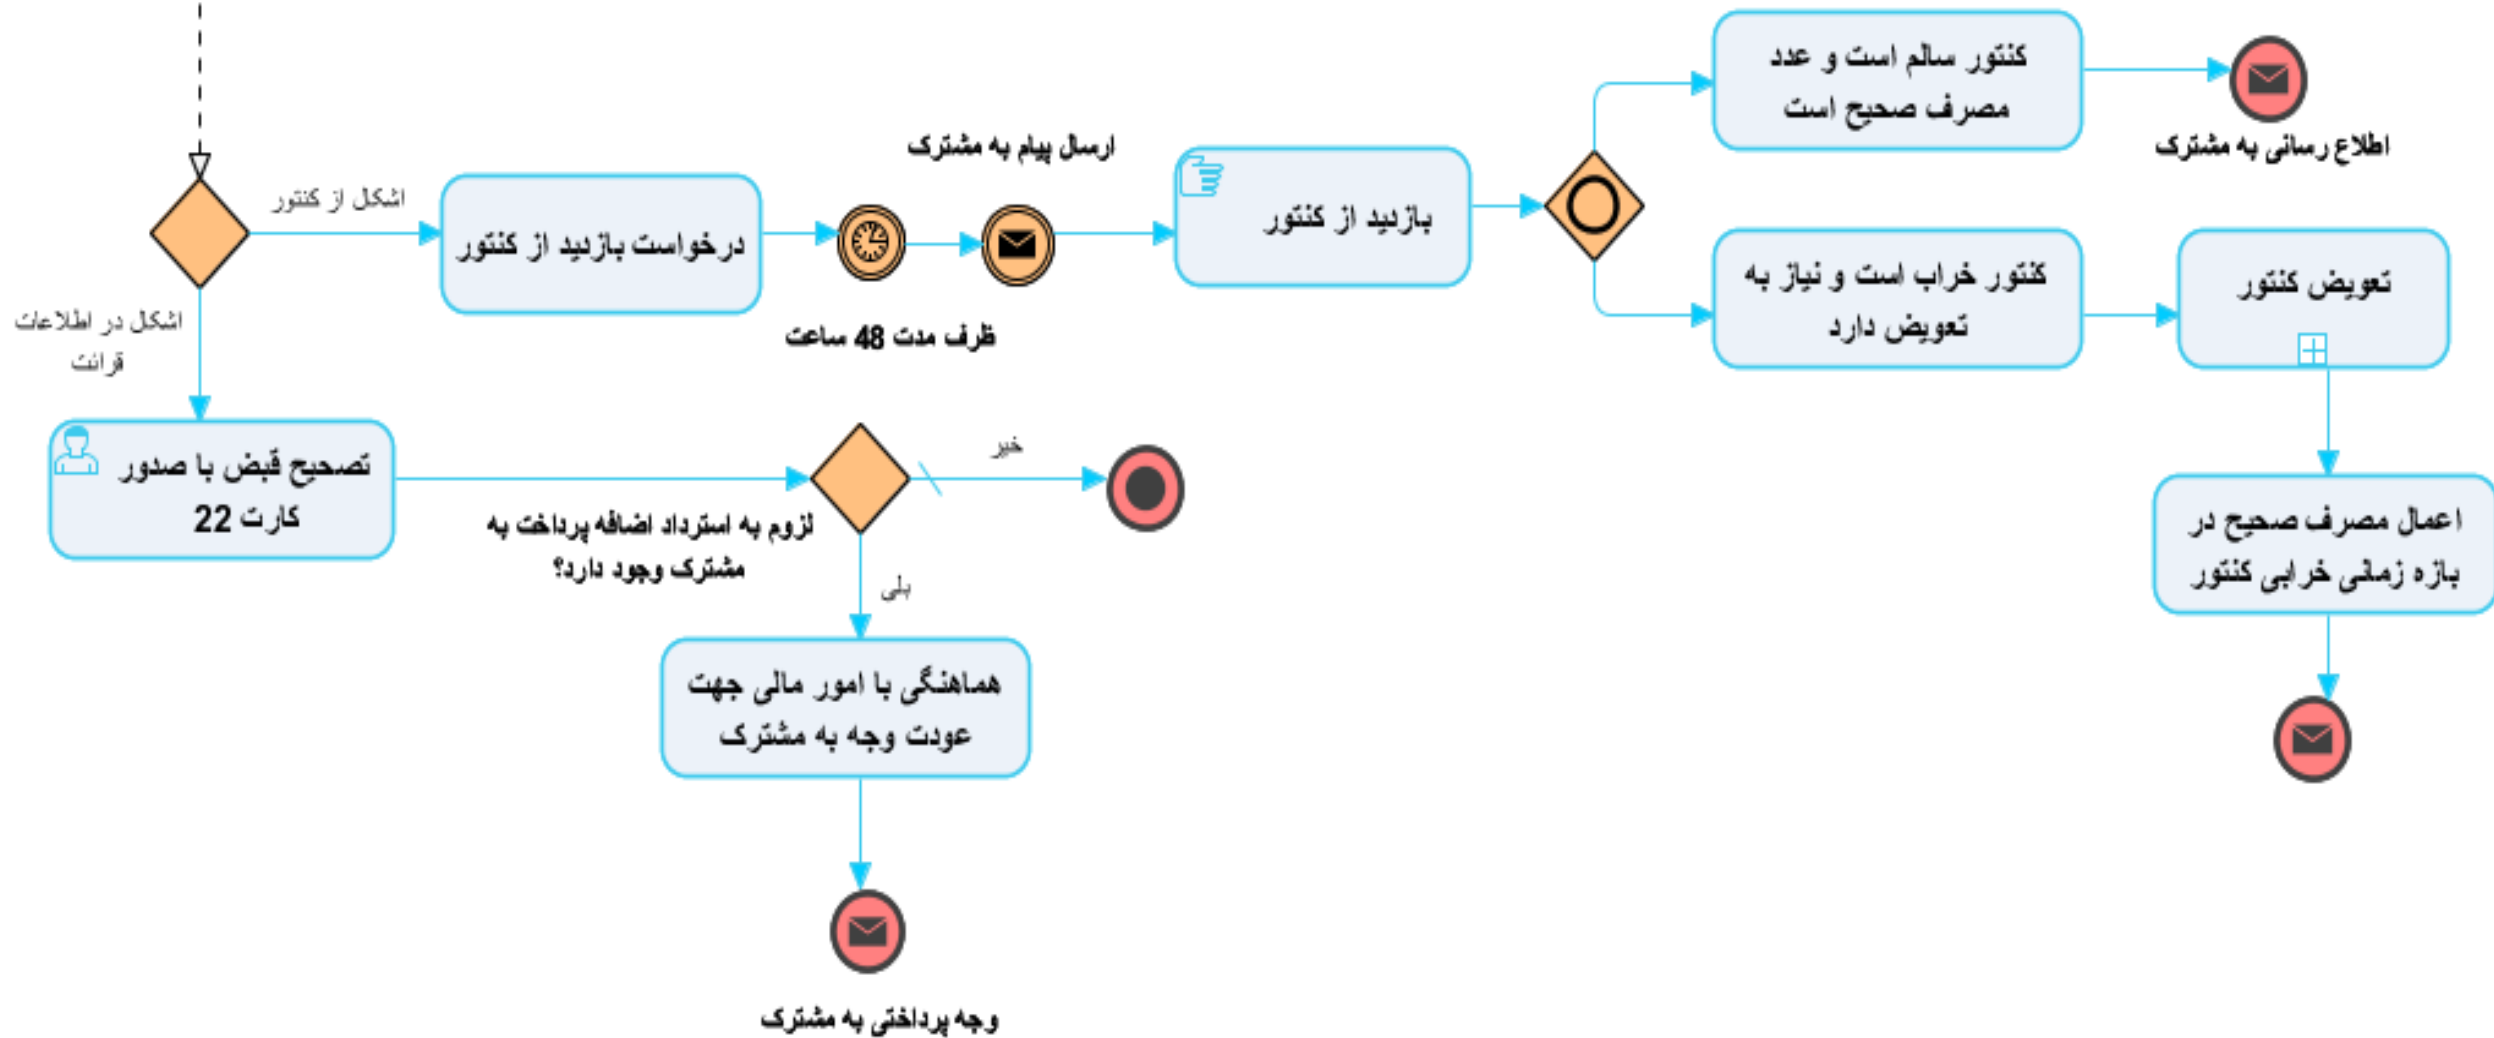 کنتور سالم است و عدد
مصرف صحیح است
اطلاع رسانی به مشترک
ارسال پیام به مشترک
اشکال از کنتور
درخواست بازدید از کنتور
بازدید از کنتور
ظرف مدت 48 ساعت
کنتور خراب است و نیاز به
تعویض دارد
تعویض کنتور
اشکال در اطلاعات
قرائت
تصحیح قبض با صدور
کارت 22
لزوم به استرداد اضافه پرداخت به
مشترک وجود دارد؟
خیر
بلی
اعمال مصرف صحیح در
بازه زمانی خرابی کنتور
هماهنگی با امور مالی جهت
عودت وجه به مشترک
وجه پرداختی به مشترک